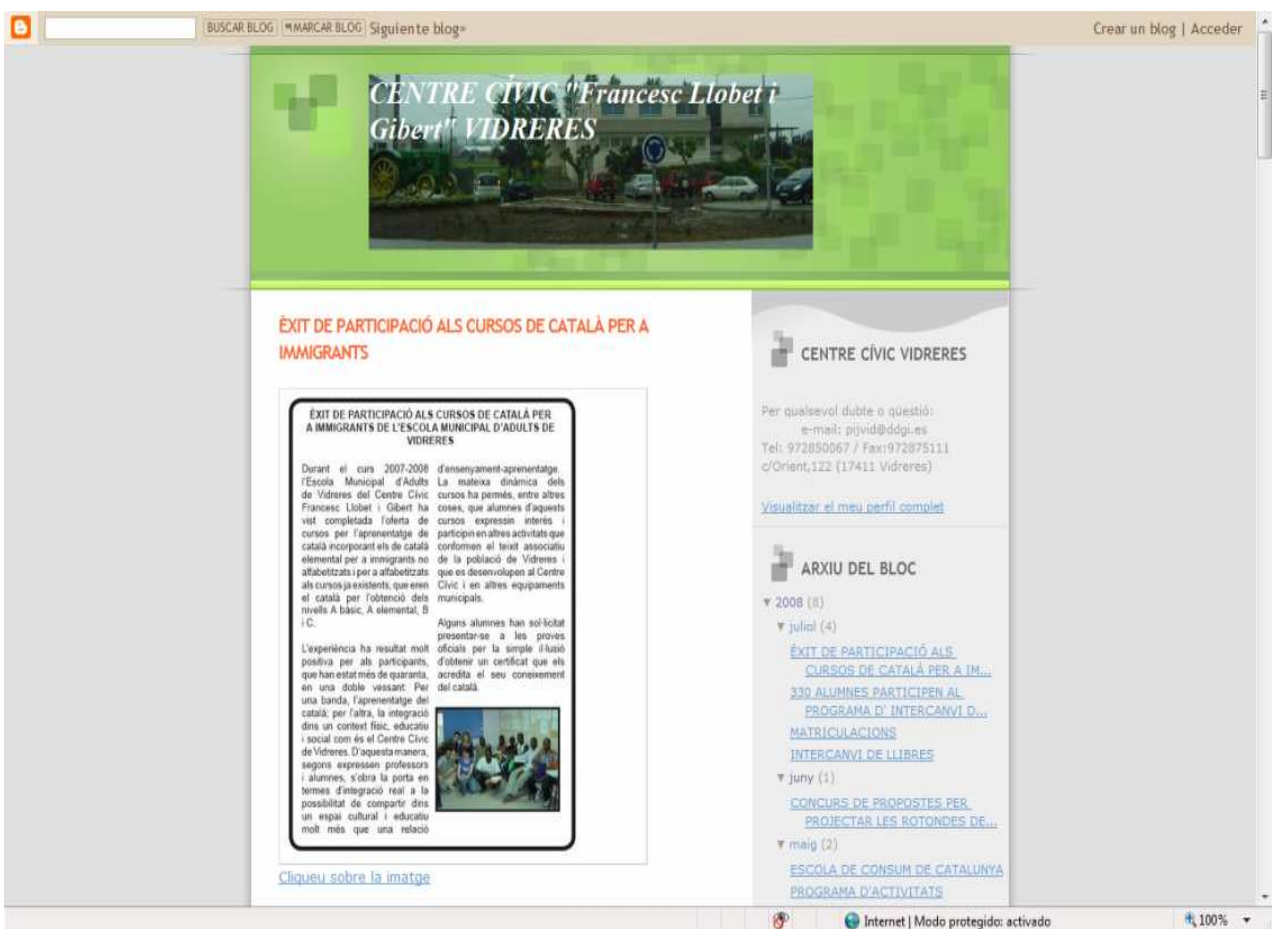 BUSCAR BLOG MARCAR BLOG Siguiente blog»
Crear un blog | Acceder
CENTRE CÍVIC "Francesc Llobet i
Gibert" VIDRERES
ÈXIT DE PARTICIPACIÓ ALS CURSOS DE CATALÀ PER A
IMMIGRANTS
ÈXIT DE PARTICIPACIÓ ALS CURSOS DE CATALÀ PER
A IMMIGRANTS DE L'ESCOLA MUNICIPAL D'ADULTS DE
VIDRERES
Durant el curs 2007-2008
l'Escola Municipal d'Adults
de Vidreres del Centre Cívic
Francesc Llobet i Gibert ha
vist completada l'oferta de
cursos per l'aprenentatge de
català incorporant els de català
elemental per a immigrants no
alfabetitzats i per a alfabetitzats
als cursos ja existents, que eren
el català per l'obtenció dels
nivells A bàsic, A elemental, B
i C.
L'experiència ha resultat molt
positiva per als participants,
que han estat més de quaranta,
en una doble vessant: Per
una banda, l'aprenentatge del
català; per l'altra, la integració
dins un context físic, educatiu
i social com és el Centre Cívic
de Vidreres. D'aquesta manera,
segons expressen professors
i alumnes, s'obra la porta en
termes d'integració real a la
possibilitat de compartir dins
un espai cultural i educatiu
molt més que una relació
d'ensenyament-aprenentatge.
La mateixa dinàmica dels
cursos ha permés, entre altres
coses, que alumnes d'aquests
cursos expressin interès i
participin en altres activitats que
conformen el teixit associatiu
de la població de Vidreres i
que es desenvolupen al Centre
Cívic i en altres equipaments
municipals.
Alguns alumnes han sol·licitat
presentar-se a les proves
oficials per la simple il·lusió
d'obtenir un certificat que els
acredita el seu coneixement
del català.
Cliqueu sobre la imatge
CENTRE CÍVIC VIDRERES
Per qualsevol dubte o qüestió:
e-mail: pijvid@ddgi.es
Tel: 972850067 / Fax:972875111
c/Orient,122 (17411 Vidreres)
Visualitzar el meu perfil complet
ARXIU DEL BLOC
▼ 2008 (8)
▼ juliol (4)
ÈXIT DE PARTICIPACIÓ ALS
CURSOS DE CATALÀ PER A IM...
330 ALUMNES PARTICIPEN AL
PROGRAMA D' INTERCANVI D...
MATRICULACIONS
INTERCANVI DE LLIBRES
▼ juny (1)
CONCURS DE PROPOSTES PER
PROJECTAR LES ROTONDES DE...
▼ maig (2)
ESCOLA DE CONSUM DE CATALUNYA
PROGRAMA D'ACTIVITATS
Internet | Modo protegido: activado
100%